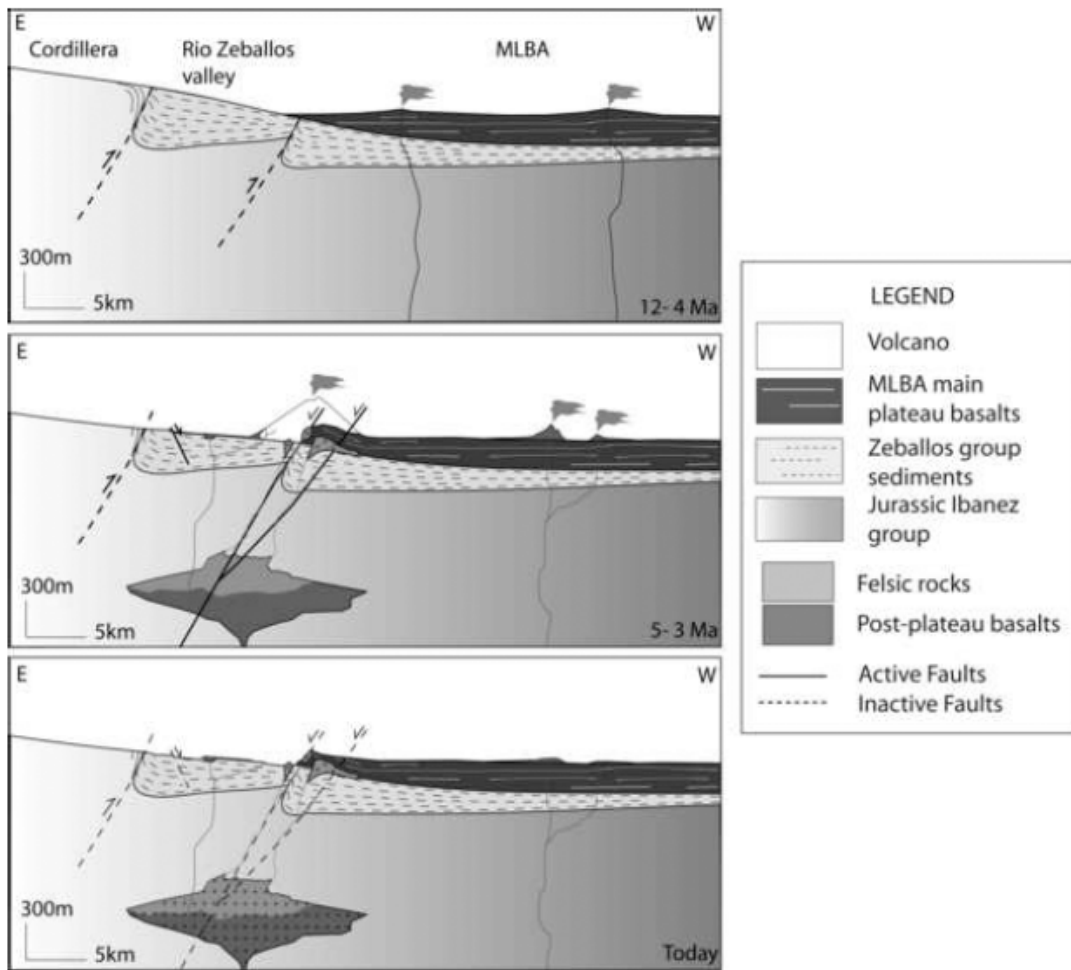 E W
Cordillera Rio Zeballos MLBA
valley
300m
5km 12- 4 Ma
E W
300m
5km 5- 3 Ma
E W
300m
5km Today
LEGEND
Volcano
MLBA main
plateau basalts
Zeballos group
sediments
Jurassic Ibanez
group
Felsic rocks
Post-plateau basalts
Active Faults
Inactive Faults